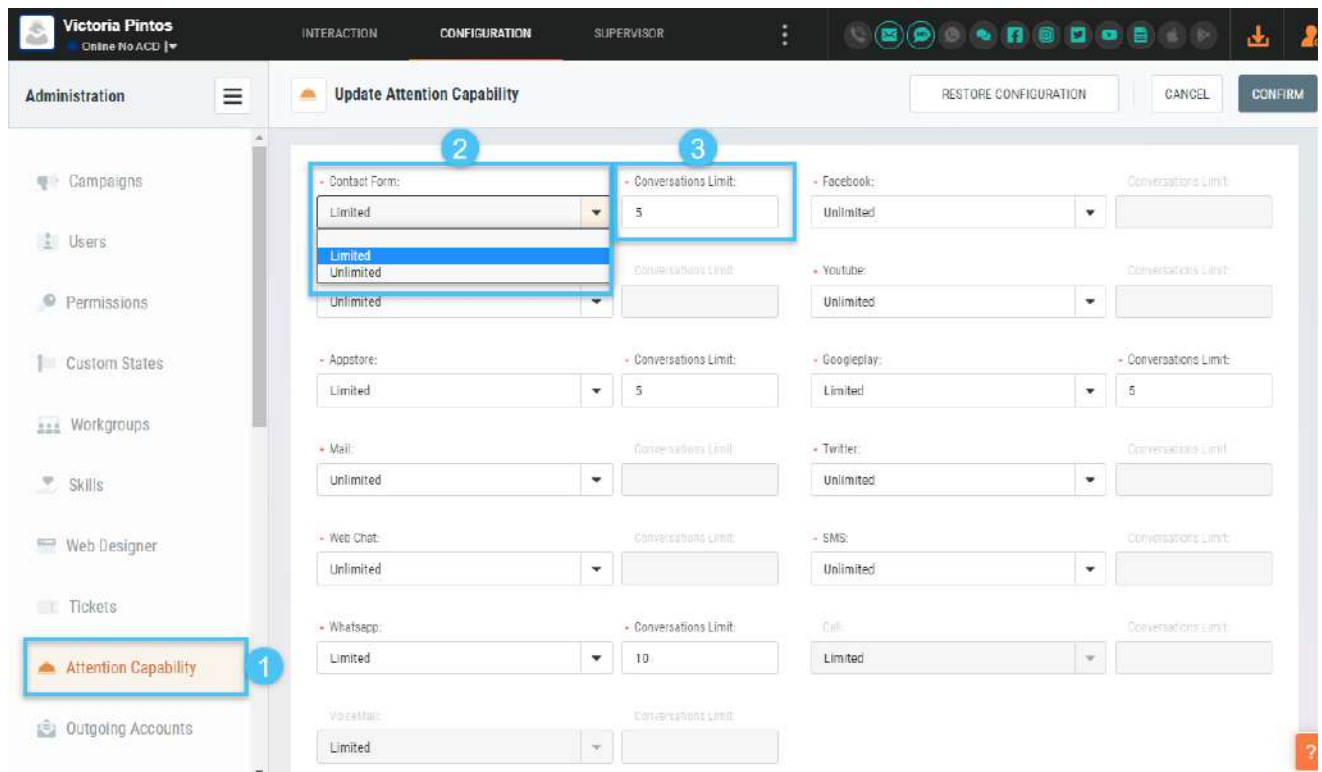 Victoria Pintos
Online No ACD
INTERACTION
CONFIGURATION
SUPERVISOR
Administration
Update Attention Capability
RESTORE CONFIGURATION
CANCEL
CONFIRM
Campaigns
Users
Permissions
Custom States
Workgroups
Skills
Web Designer
Tickets
Attention Capability
1
Outgoing Accounts
2
3
Contact Form:
Conversations Limit:
Facebook:
Conversations Limit:
Limited
5
Unlimited
Limited
Unlimited
Conversations Limit:
Youtube:
Conversations Limit:
Unlimited
Unlimited
Appstore:
Conversations Limit:
Googleplay:
Conversations Limit:
Limited
5
Limited
5
Mail:
Conversations Limit:
Twitter:
Conversations Limit:
Unlimited
Unlimited
Web Chat:
Conversations Limit:
SMS:
Conversations Limit:
Unlimited
Unlimited
Whatsapp:
Conversations Limit:
Call:
Conversations Limit:
Limited
10
Limited
VoiceMail:
Conversations Limit:
Limited
?